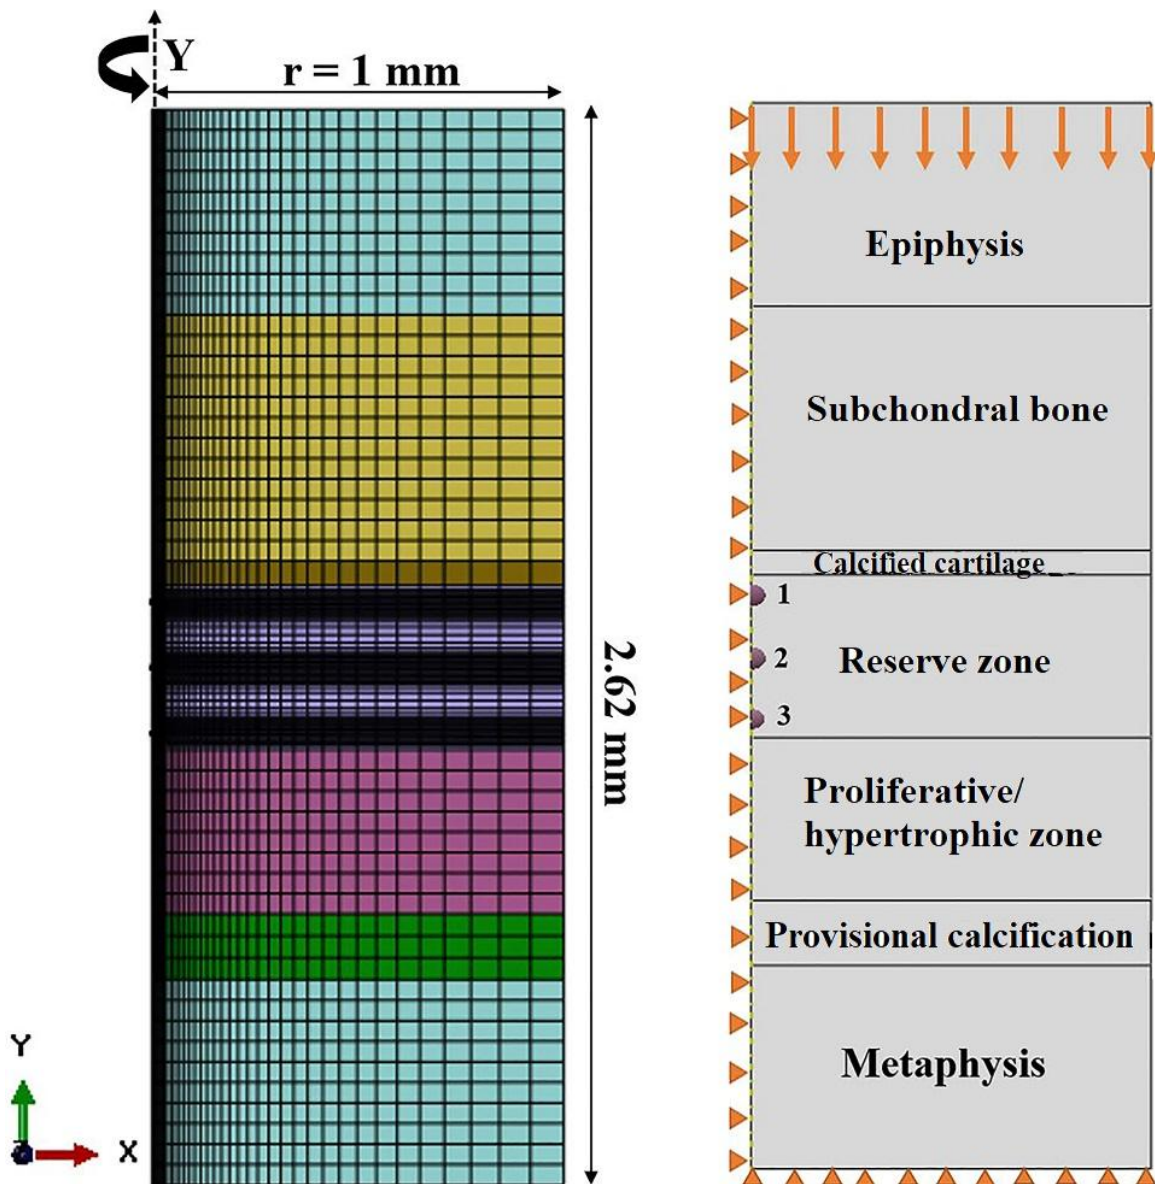 Y
r = 1 mm
2.62 mm
Y
X
Epiphysis
Subchondral bone
Calcified cartilage
1
2
Reserve zone
3
Proliferative/
hypertrophic zone
Provisional calcification
Metaphysis